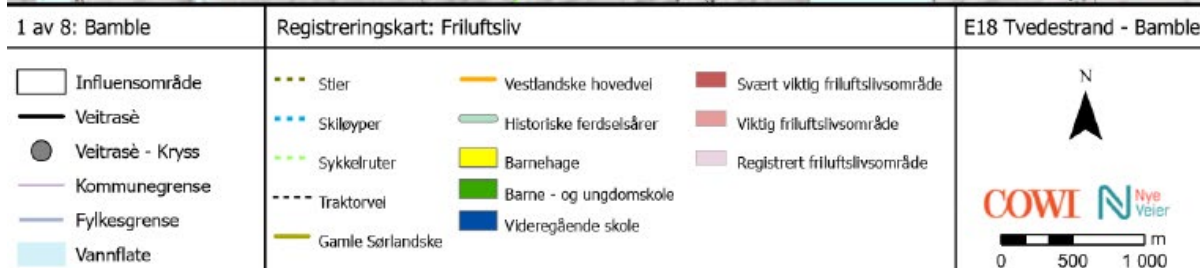 1 av 8: Bamble
Registreringskart: Friluftsliv
E18 Tvedestrand - Bamble
Influensområde
Veitrasè
Veitrasè - Kryss
Kommunegrense
Fylkesgrense
Vannflate
Stier
Skiløyper
Sykkelruter
Traktorvei
Gamle Sørlandske
Vestlandske hovedvei
Historiske ferdselsårer
Barnehage
Barne - og ungdomskole
Videregående skole
Svært viktig friluftslivsområde
Viktig friluftslivsområde
Registrert friluftslivsområde
N
COWI
Nye
Veier
m
0 500 1 000